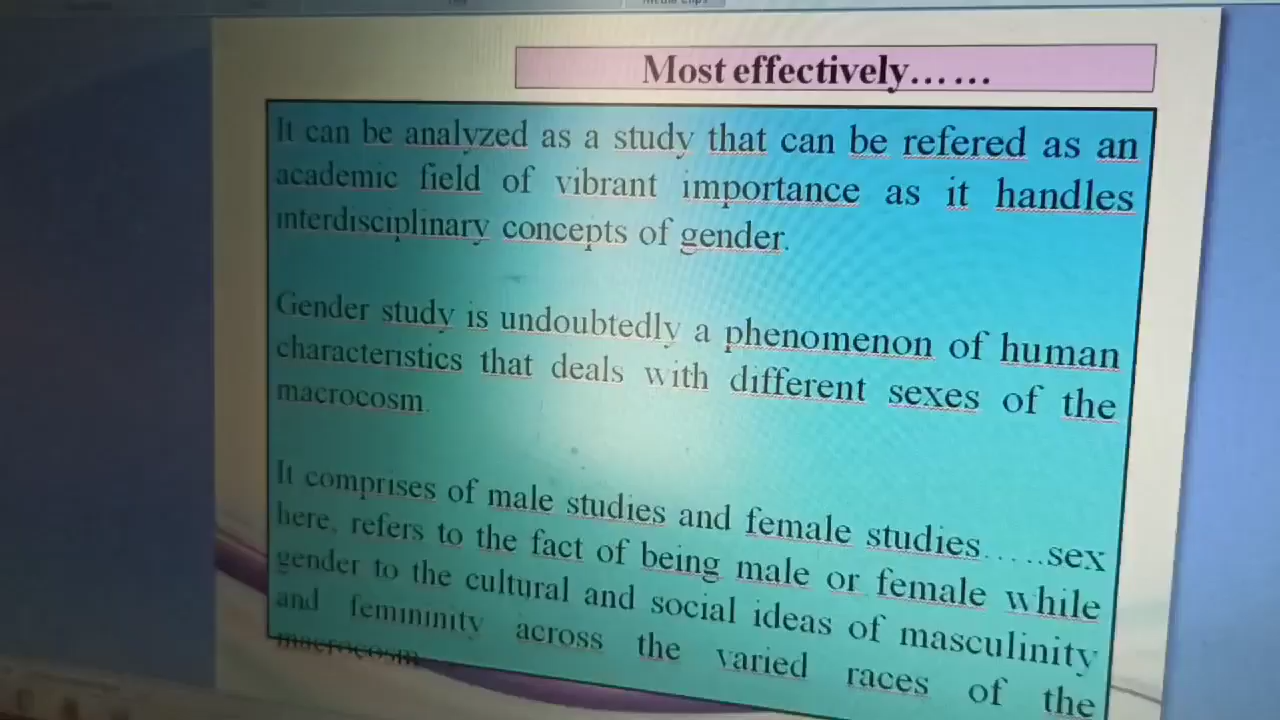 Most effectively......
It can be analyzed as a study that can be refered as an
academic field of vibrant importance as it handles
interdisciplinary concepts of gender.
Gender study is undoubtedly a phenomenon of human
characteristics that deals with different sexes of the
macrocosm.
It comprises of male studies and female studies.....sex
here, refers to the fact of being male or female while
gender to the cultural and social ideas of masculinity
and femininity across the varied races of the
macrocosm